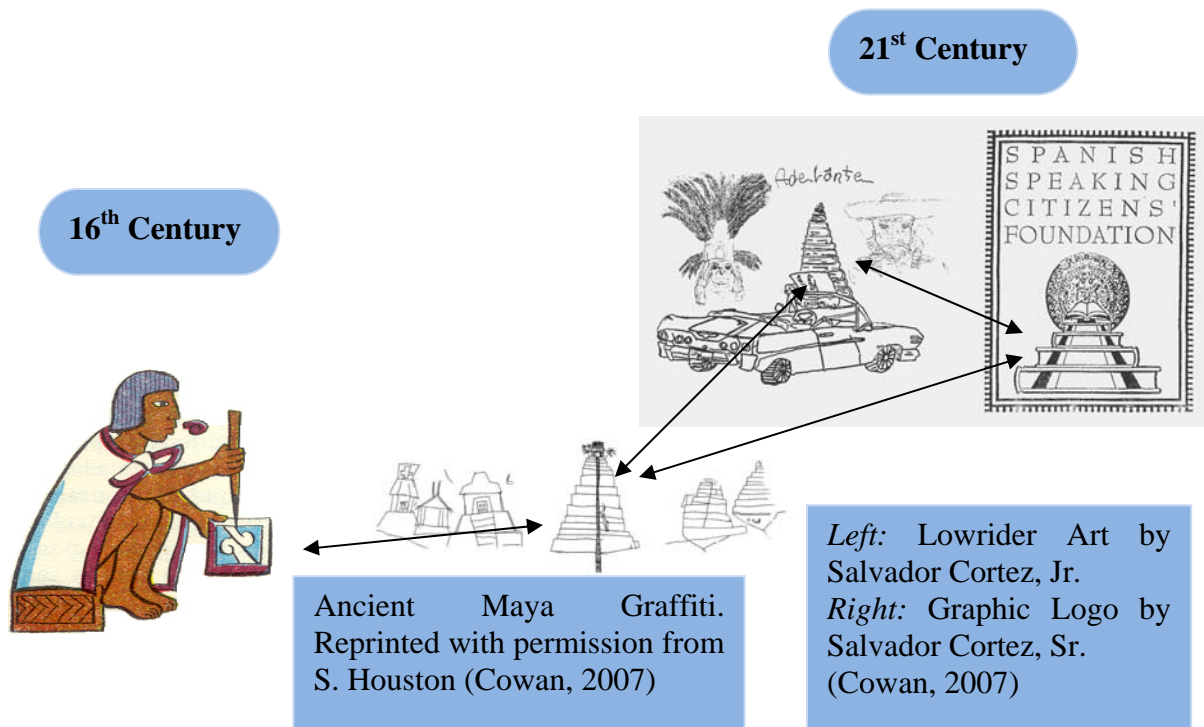 21st Century
16th Century
Adelante
SPANISH
SPEAKING
CITIZENS'
FOUNDATION
Ancient Maya Graffiti.
Reprinted with permission from
S. Houston (Cowan, 2007)
Left: Lowrider Art by
Salvador Cortez, Jr.
Right: Graphic Logo by
Salvador Cortez, Sr.
(Cowan, 2007)